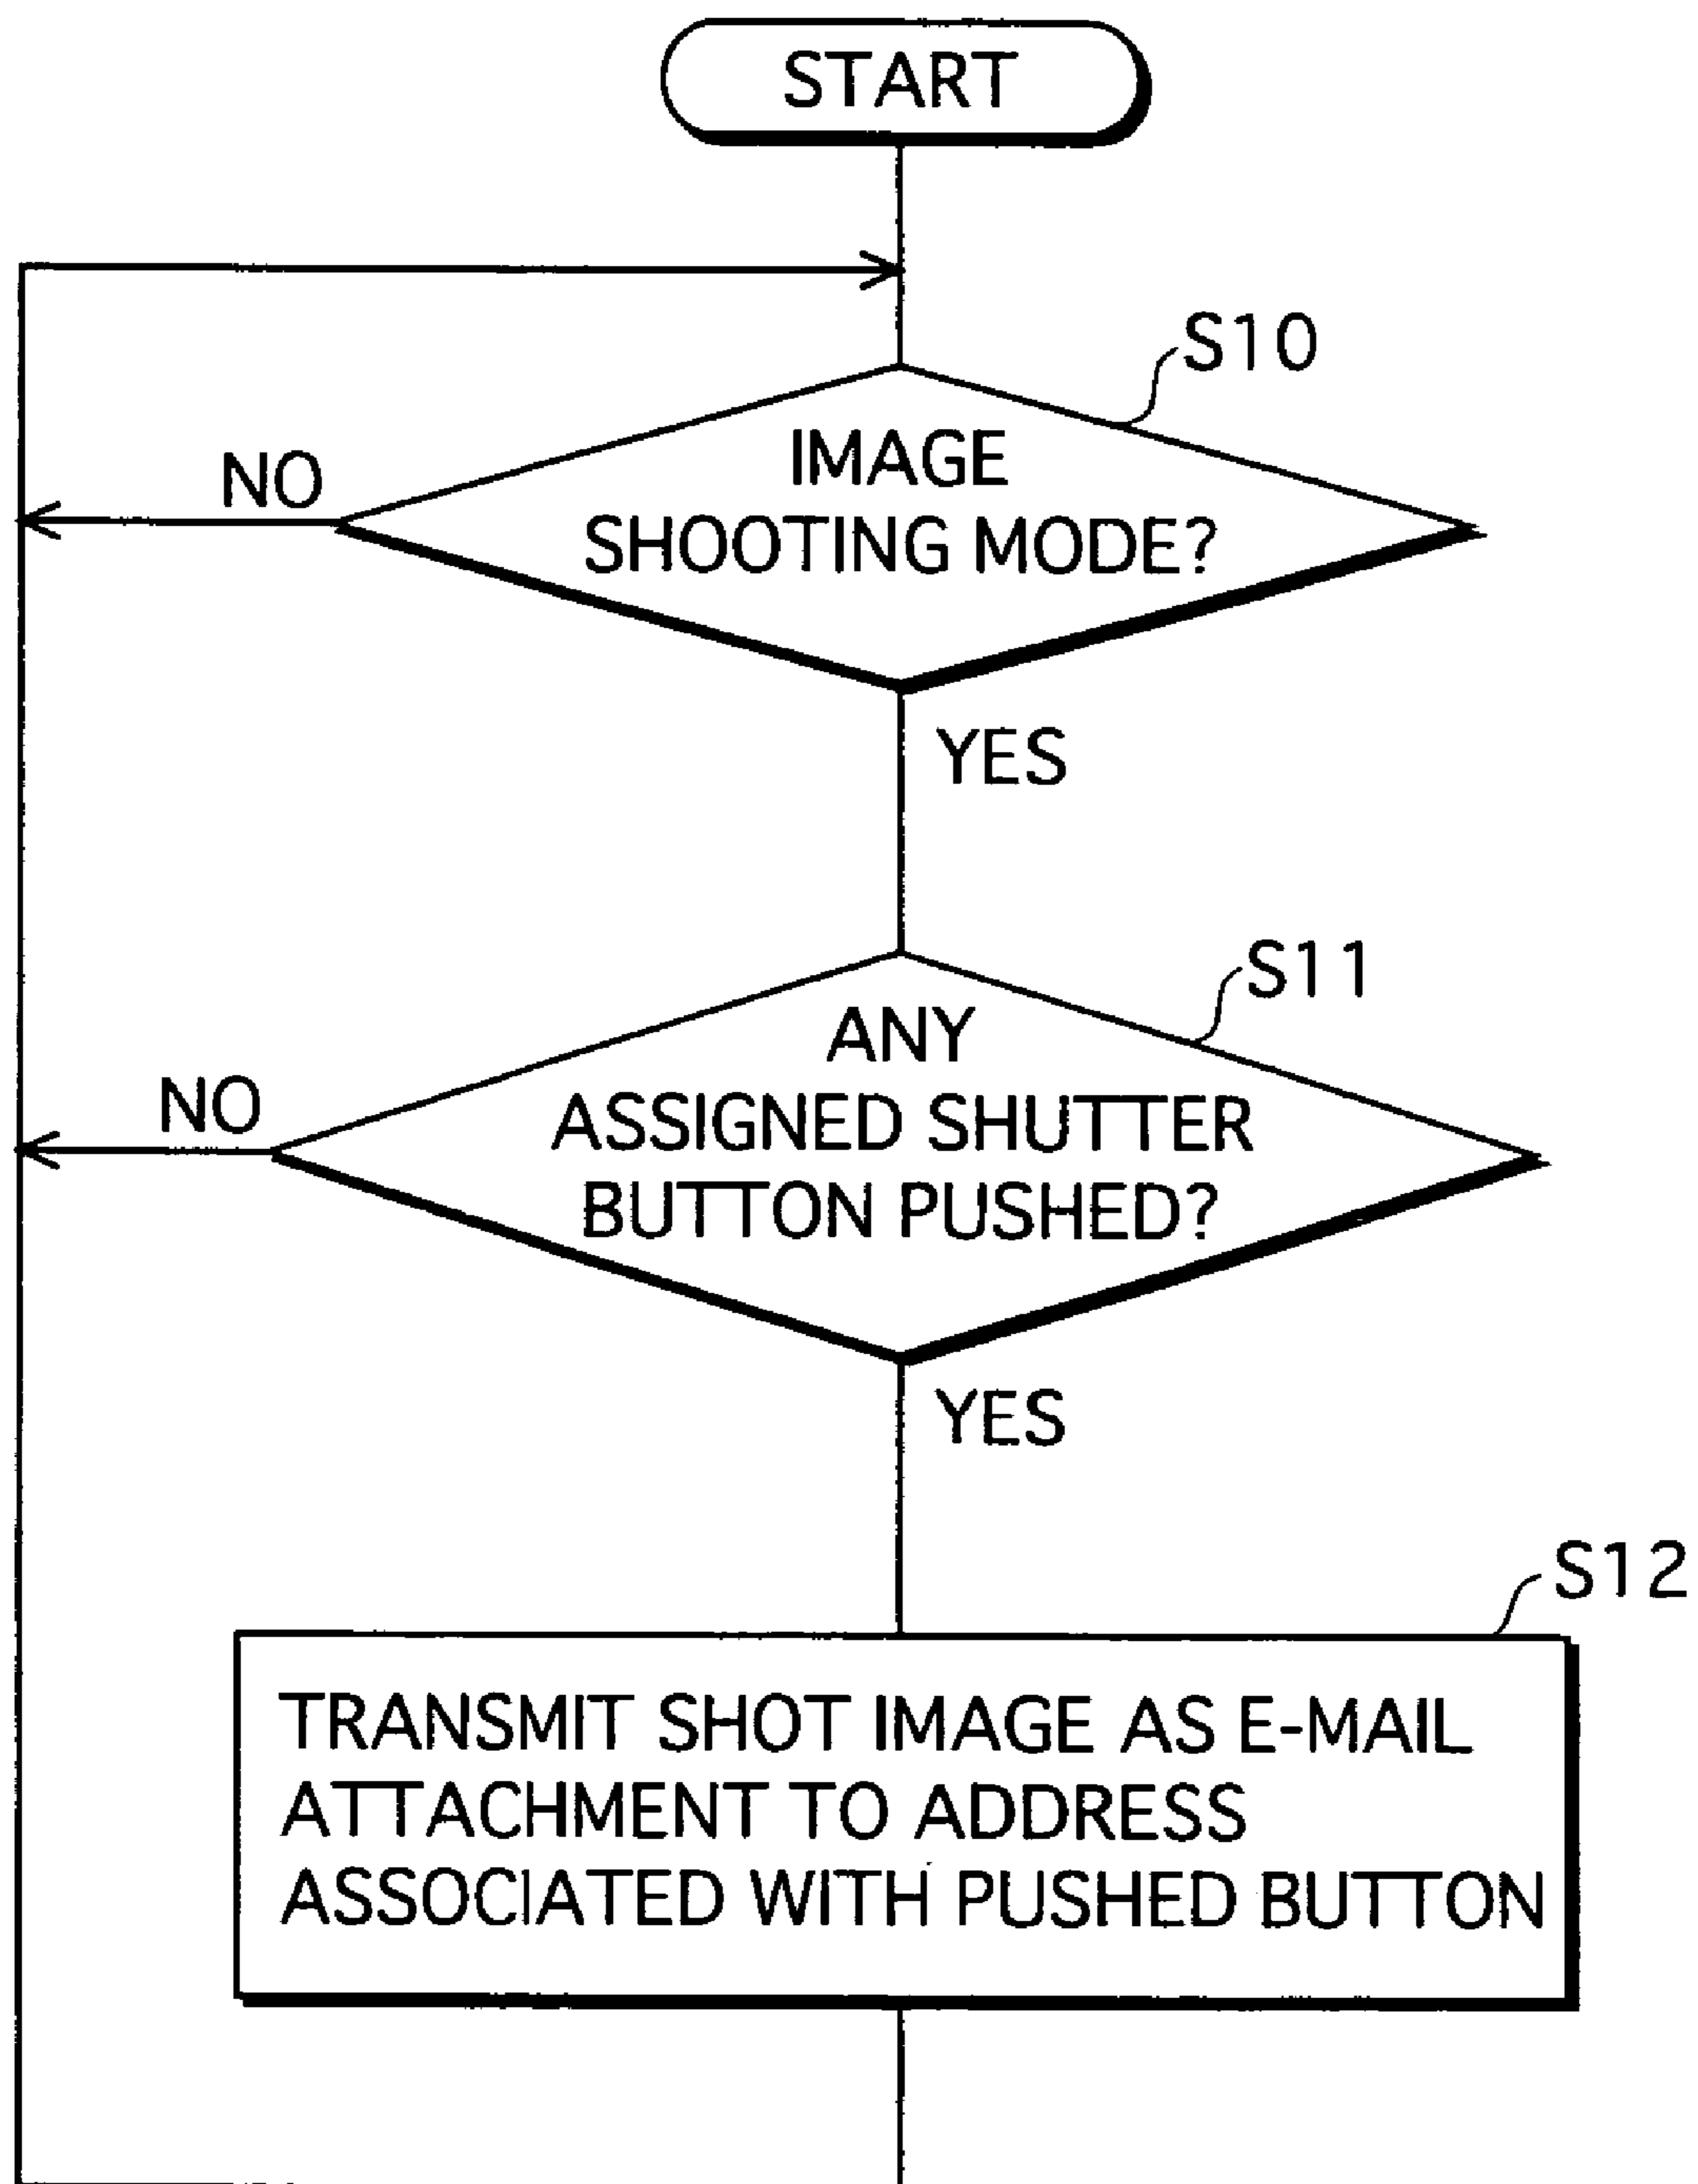 START
S10
IMAGE
SHOOTING MODE?
NO
YES
S11
ANY
ASSIGNED SHUTTER
BUTTON PUSHED?
NO
YES
S12
TRANSMIT SHOT IMAGE AS E-MAIL
ATTACHMENT TO ADDRESS
ASSOCIATED WITH PUSHED BUTTON